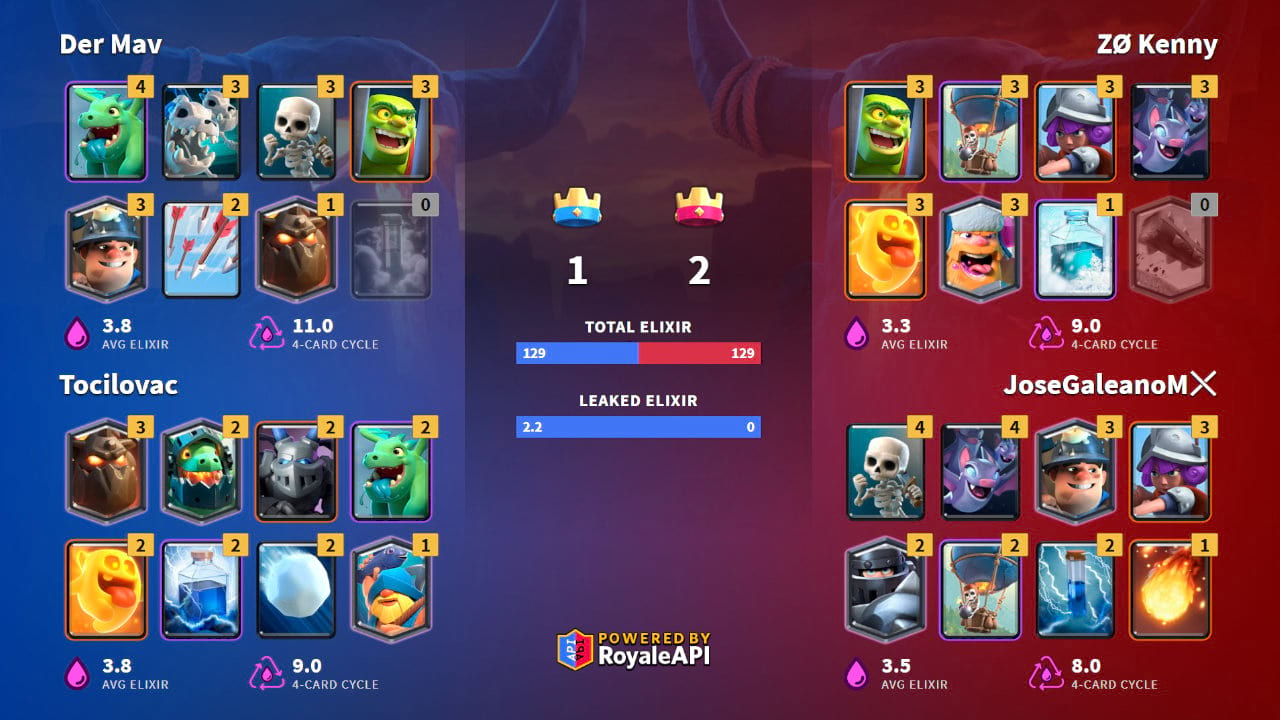 Der Mav
4 3 3 3
3 2 1 0
3.8
AVG ELIXIR
11.0
4-CARD CYCLE
Tocilovac
3 2 2 2
2 2 2 1
3.8
AVG ELIXIR
9.0
4-CARD CYCLE
1
2
TOTAL ELIXIR
129 129
LEAKED ELIXIR
2.2 0
API
POWERED BY
RoyaleAPI
ZØ Kenny
3 3 3 3
3 3 1 0
3.3
AVG ELIXIR
9.0
4-CARD CYCLE
JoseGaleanoM╳
4 4 3 3
2 2 2 1
3.5
AVG ELIXIR
8.0
4-CARD CYCLE